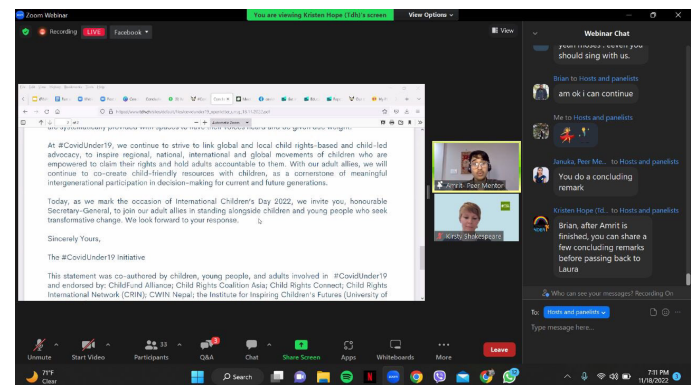 Zoom Webinar
You are viewing Kristen Hope (Tdh)'s screen
View Options
Recording
LIVE
Facebook
View
Webinar Chat
should sing with us.
Brian to Hosts and panelists
am ok i can continue
Me to Hosts and panelists
Januka, Peer Me... to Hosts and panelists
You do a concluding
remark
Kristen Hope (Td... to Hosts and panelists
Brian, after Amrit is
finished, you can share a
few concluding remarks
before passing back to
Laura
Who can see your messages? Recording On
To: Hosts and panelists
Type message here...
Automatic Zoom
At #CovidUnder19, we continue to strive to link global and local child rights-based and child-led
advocacy, to inspire regional, national, international and global movements of children who are
empowered to claim their rights and hold adults accountable to them. With our adult allies, we will
continue to co-create child-friendly resources with children, as a cornerstone of meaningful
intergenerational participation in decision-making for current and future generations.
Today, as we mark the occasion of International Children's Day 2022, we invite you, honourable
Secretary-General, to join our adult allies in standing alongside children and young people who seek
transformative change. We look forward to your response.
Sincerely Yours,
The #CovidUnder19 Initiative
This statement was co-authored by children, young people, and adults involved in #CovidUnder19
and endorsed by: ChildFund Alliance; Child Rights Coalition Asia; Child Rights Connect; Child Rights
International Network (CRIN); CWIN Nepal; the Institute for Inspiring Children's Futures (University of
Amrit- Peer Mentor
Kirsty Shakespeare
Unmute
Start Video
Participants
33
Q&A
Chat
Share Screen
Apps
Whiteboards
More
Leave
71°F
Clear
Search
7:11 PM
11/18/2022